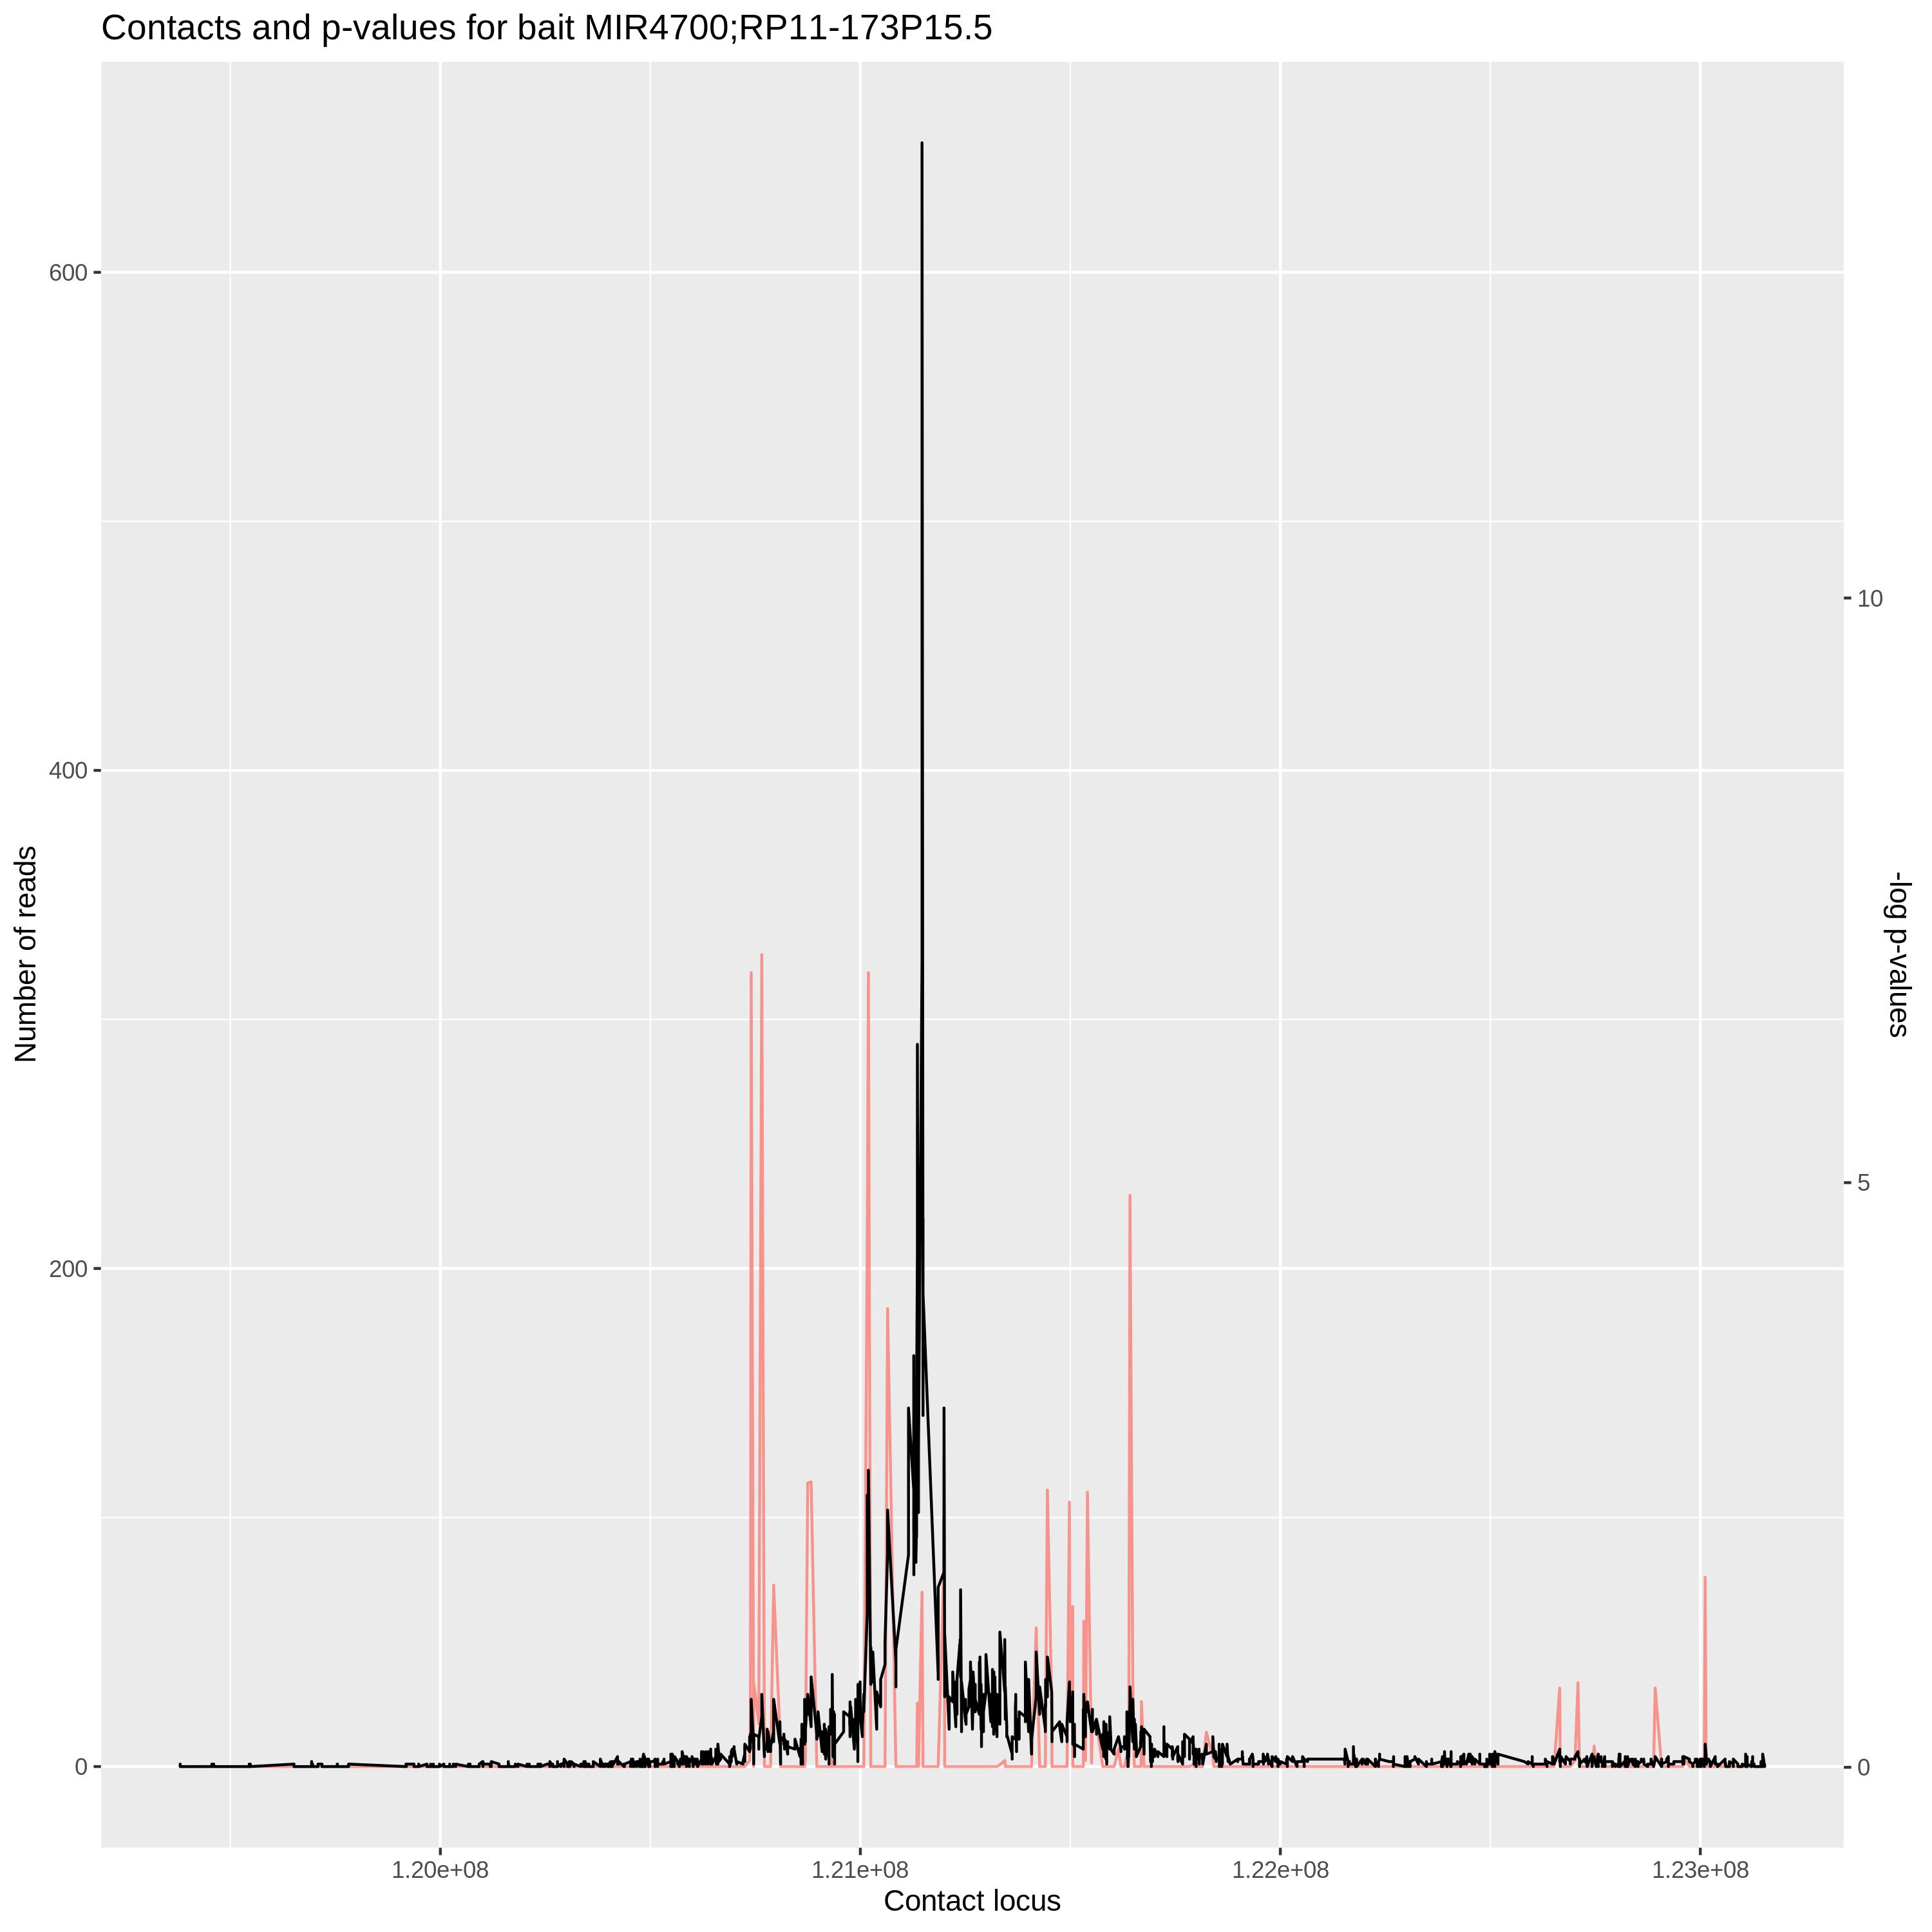 Contacts and p-values for bait MIR4700;RP11-173P15.5
600
400
200
0
Number of reads
10
5
0
-log p-values
1.20e+08
1.21e+08
1.22e+08
1.23e+08
Contact locus